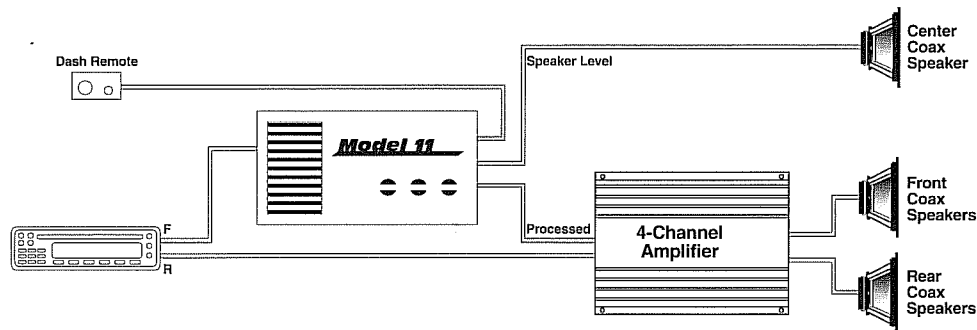 Center
Coax
Speaker
Speaker Level
Dash Remote
Model 11
Front
Coax
Speakers
F
Processed
4-Channel
Amplifier
R
Rear
Coax
Speakers